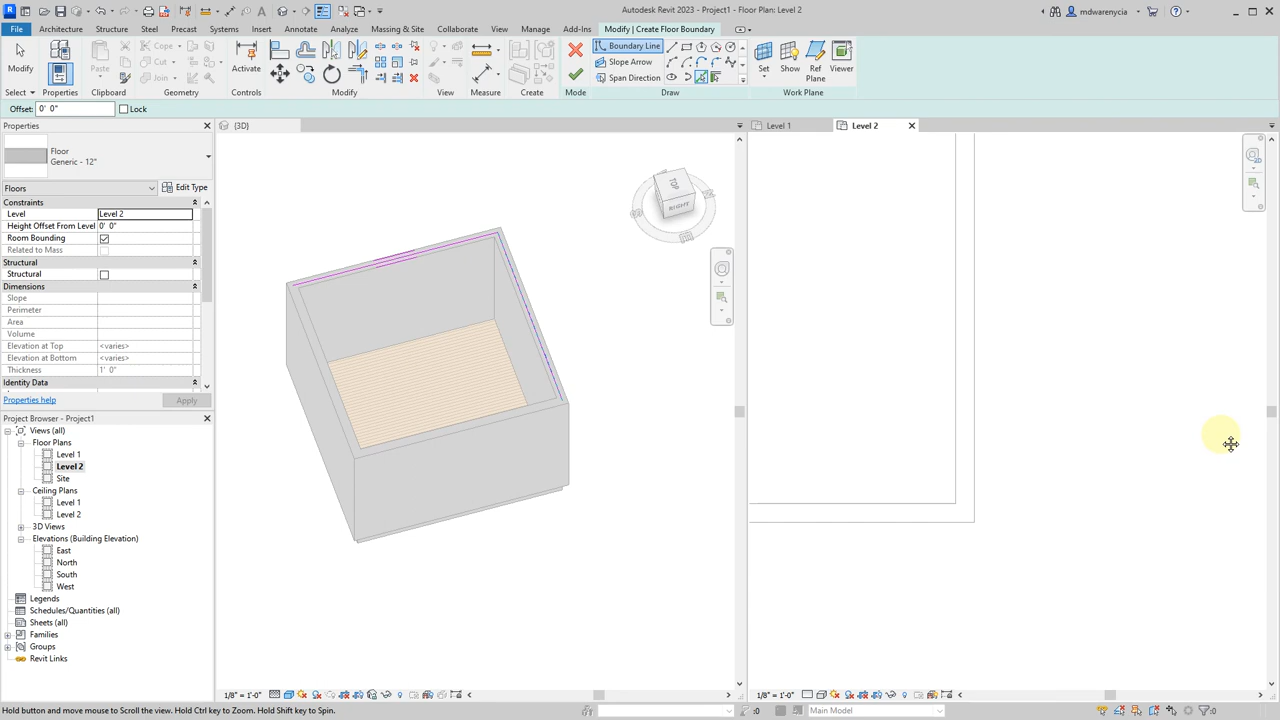 Autodesk Revit 2023 - Project1 - Floor Plan: Level 2
mdwarenycia
File Architecture Structure Steel Precast Systems Insert Annotate Analyze Massing & Site Collaborate View Manage Add-Ins Modify | Create Floor Boundary
Modify Paste Cope Cut Join Activate Boundary Line Slope Arrow Span Direction Set Show Ref Plane Viewer
Select Properties Clipboard Geometry Controls Modify View Measure Create Mode Draw Work Plane
Offset: 0' 0" Lock
Properties
{3D}
Level 1
Level 2
Floor
Generic - 12"
Floors Edit Type
Constraints
Level Level 2
Height Offset From Level 0' 0"
Room Bounding
Related to Mass
Structural
Structural
Dimensions
Slope
Perimeter
Area
Volume
Elevation at Top <varies>
Elevation at Bottom <varies>
Thickness 1' 0"
Identity Data
Properties help Apply
TOP
RIGHT
Project Browser - Project1
Views (all)
Floor Plans
Level 1
Level 2
Site
Ceiling Plans
Level 1
Level 2
3D Views
Elevations (Building Elevation)
East
North
South
West
Legends
Schedules/Quantities (all)
Sheets (all)
Families
Groups
Revit Links
1/8" = 1'-0"
1/8" = 1'-0"
Hold button and move mouse to Scroll the view. Hold Ctrl key to Zoom. Hold Shift key to Spin.
:0
Main Model
:0